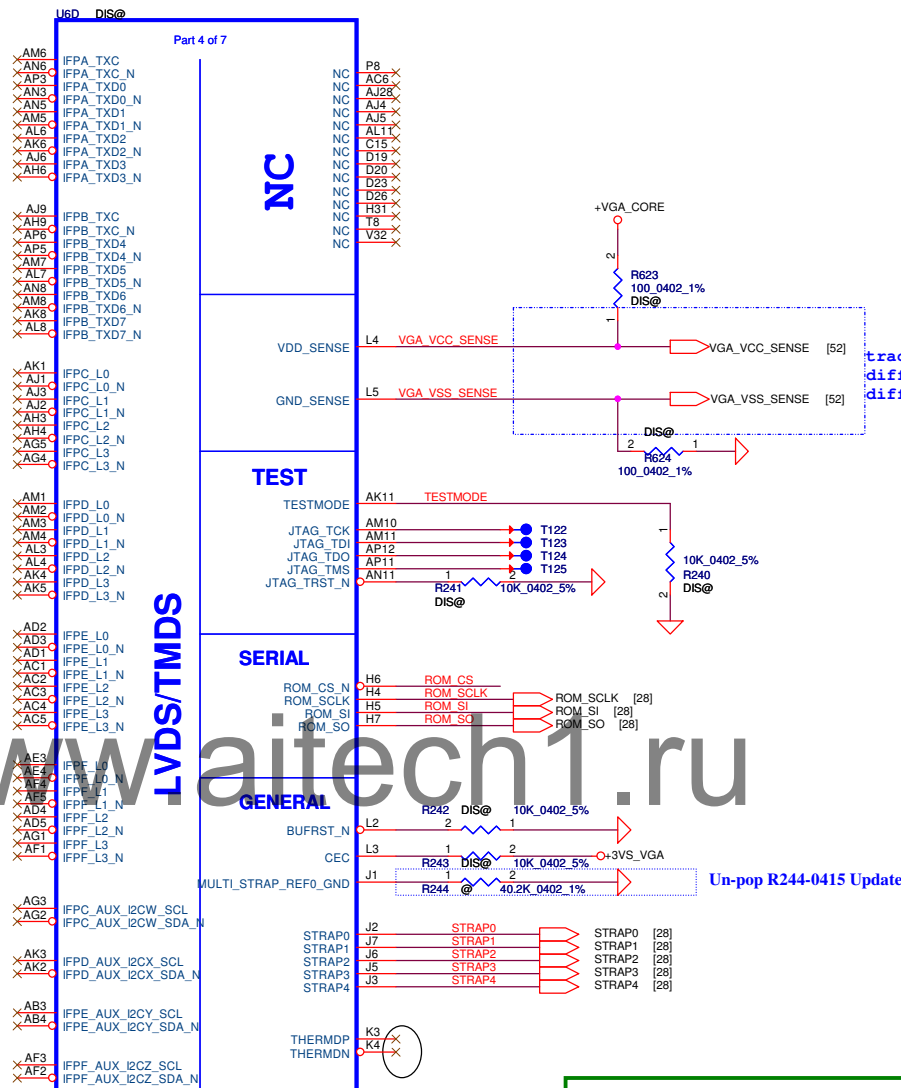 U6D DIS@
Part 4 of 7
AM6 IFPA_TXC
AN6 IFPA_TXC_N
AP3 IFPA_TXD0
AN3 IFPA_TXD0_N
AN5 IFPA_TXD1
AM5 IFPA_TXD1_N
AL6 IFPA_TXD2
AK6 IFPA_TXD2_N
AJ6 IFPA_TXD3
AH6 IFPA_TXD3_N
AJ9 IFPB_TXC
AH9 IFPB_TXC_N
AP6 IFPB_TXD4
AP5 IFPB_TXD4_N
AM7 IFPB_TXD5
AL7 IFPB_TXD5_N
AN8 IFPB_TXD6
AM8 IFPB_TXD6_N
AK8 IFPB_TXD7
AL8 IFPB_TXD7_N
AK1 IFPC_L0
AJ1 IFPC_L0_N
AJ3 IFPC_L1
AJ2 IFPC_L1_N
AH3 IFPC_L2
AH4 IFPC_L2_N
AG5 IFPC_L3
AG4 IFPC_L3_N
AM1 IFPD_L0
AM2 IFPD_L0_N
AM3 IFPD_L1
AM4 IFPD_L1_N
AL3 IFPD_L2
AL4 IFPD_L2_N
AK4 IFPD_L3
AK5 IFPD_L3_N
AD2 IFPE_L0
AD3 IFPE_L0_N
AD1 IFPE_L1
AC1 IFPE_L1_N
AC2 IFPE_L2
AC3 IFPE_L2_N
AC4 IFPE_L3
AC5 IFPE_L3_N
AE3 IFPF_L0
AE4 IFPF_L0_N
AF4 IFPF_L1
AF5 IFPF_L1_N
AD4 IFPF_L2
AD5 IFPF_L2_N
AG1 IFPF_L3
AF1 IFPF_L3_N
AG3 IFPC_AUX_I2CW_SCL
AG2 IFPC_AUX_I2CW_SDA_N
AK3 IFPD_AUX_I2CX_SCL
AK2 IFPD_AUX_I2CX_SDA_N
AB3 IFPE_AUX_I2CY_SCL
AB4 IFPE_AUX_I2CY_SDA_N
AF3 IFPF_AUX_I2CZ_SCL
AF2 IFPF_AUX_I2CZ_SDA_N
LVDS/TMDS
NC
NC P8
NC AC6
NC AJ28
NC AJ4
NC AJ5
NC AL11
NC C15
NC D19
NC D20
NC D23
NC D26
NC H31
NC T8
NC V32
+VGA_CORE
2
R623
100_0402_1%
DIS@
1
VDD_SENSE L4 VGA_VCC_SENSE VGA_VCC_SENSE [52]
GND_SENSE L5 VGA_VSS_SENSE VGA_VSS_SENSE [52]
DIS@
2 1
R624
100_0402_1%
TEST
TESTMODE AK11 TESTMODE
JTAG_TCK AM10 T122
JTAG_TDI AM11 T123
JTAG_TDO AP12 T124
JTAG_TMS AP11 T125
JTAG_TRST_N AN11 R241 1 2 10K_0402_5%
DIS@
1
10K_0402_5%
R240
DIS@
2
SERIAL
ROM_CS_N H6 ROM_CS
ROM_SCLK H4 ROM_SCLK ROM_SCLK [28]
ROM_SI H5 ROM_SI ROM_SI [28]
ROM_SO H7 ROM_SO ROM_SO [28]
www.aitech1.ru
GENERAL
R242 DIS@ 10K_0402_5%
BUFRST_N L2 2 1
CEC L3 1 2 +3VS_VGA
R243 DIS@ 10K_0402_5%
MULTI_STRAP_REF0_GND J1 1 2
R244 @ 40.2K_0402_1%
Un-pop R244-0415 Update
STRAP0 J2 STRAP0 STRAP0 [28]
STRAP1 J7 STRAP1 STRAP1 [28]
STRAP2 J6 STRAP2 STRAP2 [28]
STRAP3 J5 STRAP3 STRAP3 [28]
STRAP4 J3 STRAP4 STRAP4 [28]
THERMDP K3
THERMDN K4